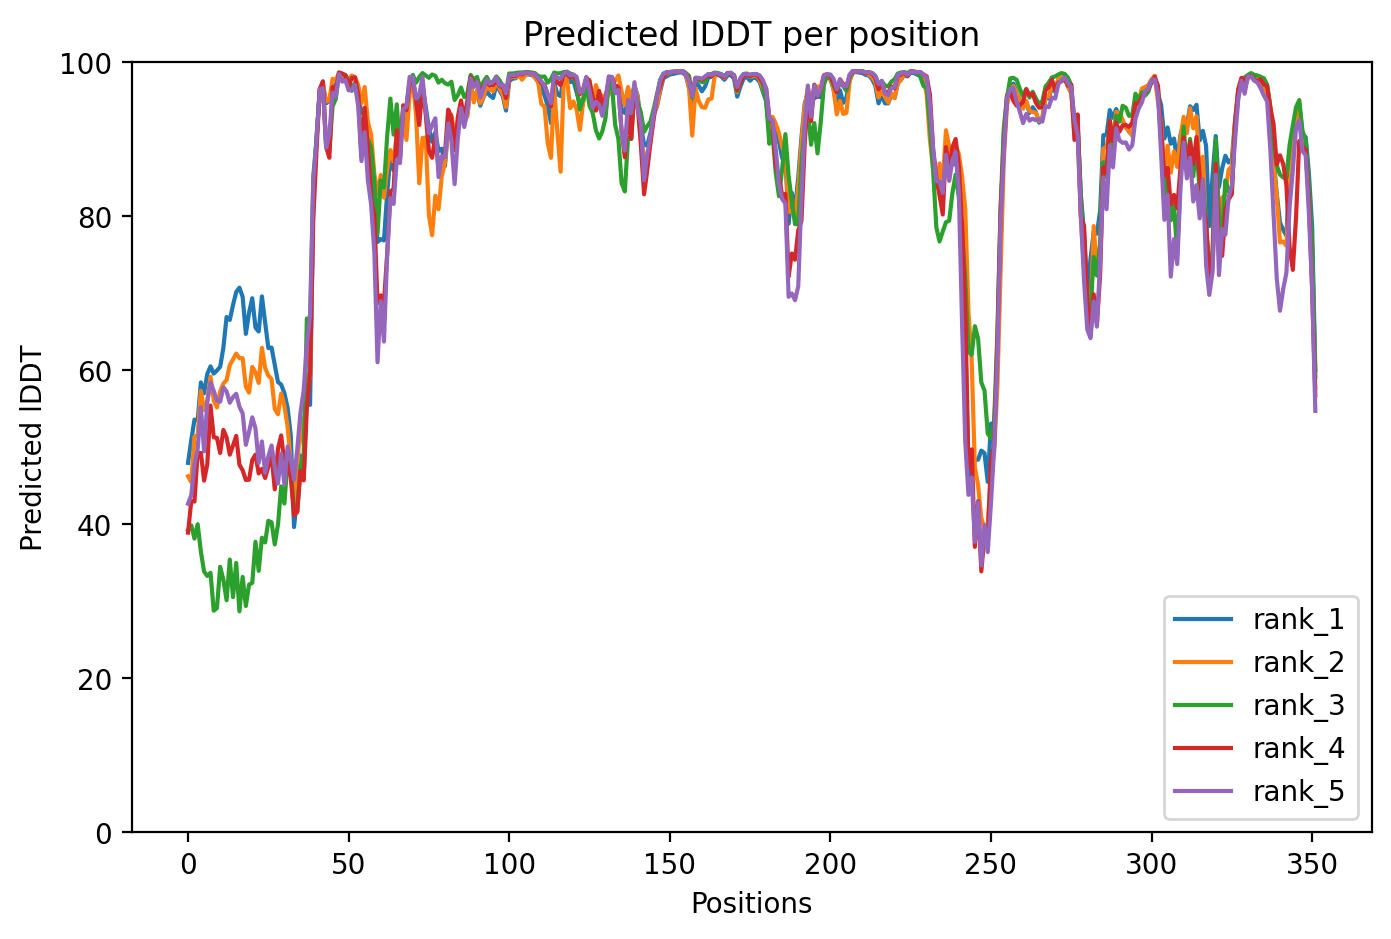 Predicted lDDT per position
Predicted lDDT
100
80
60
40
20
0
0 50 100 150 200 250 300 350
Positions
rank_1
rank_2
rank_3
rank_4
rank_5